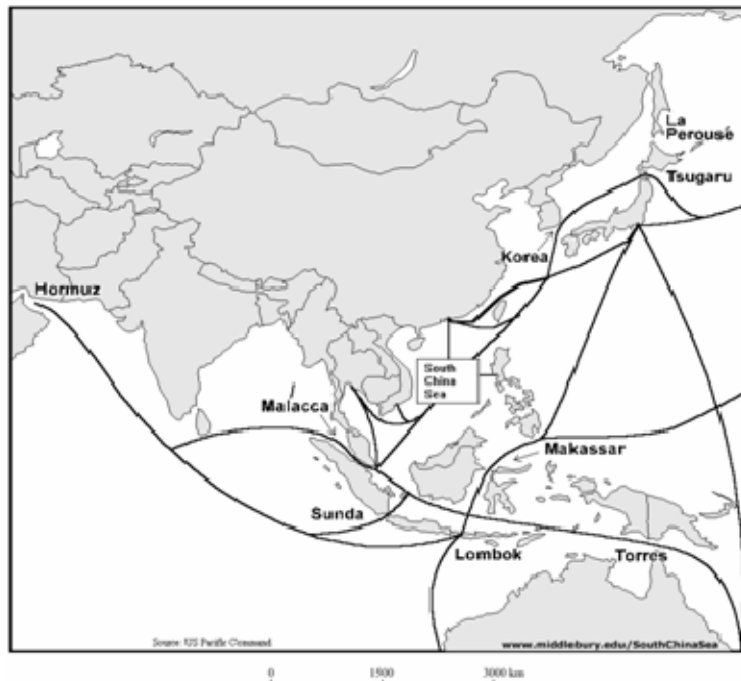 La
Perousé
Tsugaru
Korea
Hormuz
South
China
Sea
Malacca
Makassar
Sunda
Lombok
Torres
Source: US Pacific Command
www.middlebury.edu/SouthChinaSea
0 1500 3000 km